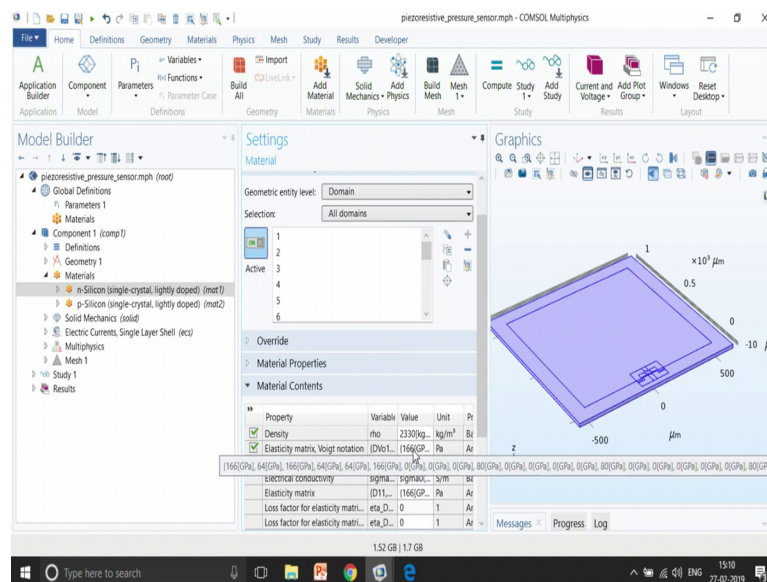 piezoresistive_pressure_sensor.mph - COMSOL Multiphysics
File Home Definitions Geometry Materials Physics Mesh Study Results Developer
Application Builder
Component
Parameters
a= Variables
f(x) Functions
Pi Parameter Case
Build All
Import
LiveLink
Add Material
Solid Mechanics
Add Physics
Build Mesh
Mesh 1
Compute
Study 1
Add Study
Current and Voltage
Add Plot Group
Windows
Reset Desktop
Application Model Definitions Geometry Materials Physics Mesh Study Results Layout
Model Builder
piezoresistive_pressure_sensor.mph (root)
Global Definitions
Parameters 1
Materials
Component 1 (comp1)
Definitions
Geometry 1
Materials
n-Silicon (single-crystal, lightly doped) (mat1)
p-Silicon (single-crystal, lightly doped) (mat2)
Solid Mechanics (solid)
Electric Currents, Single Layer Shell (ecs)
Multiphysics
Mesh 1
Study 1
Results
Settings
Material
Geometric entity level: Domain
Selection: All domains
Active
1
2
3
4
5
6
Override
Material Properties
Material Contents
Property Variable Value Unit Pr
Density rho 2330[kg... kg/m³ Ba
Elasticity matrix, Voigt notation {DVo1... {166[GP... Pa Ar
{166[GPa], 64[GPa], 166[GPa], 64[GPa], 64[GPa], 166[GPa], 0[GPa], 0[GPa], 0[GPa], 80[GPa], 0[GPa], 0[GPa], 0[GPa], 0[GPa], 80[GPa], 0[GPa], 0[GPa], 0[GPa], 0[GPa], 0[GPa], 80[GP
Electrical conductivity sigma... sigma0(... S/m Ba
Elasticity matrix {D11,... {166[GP... Pa Ar
Loss factor for elasticity matri... eta_D... 0 1 Ar
Loss factor for elasticity matri... eta_D... 0 1 Ar
Graphics
1
×10³ μm
0.5
0
-10
500
0
μm
-500
z
Messages Progress Log
1.52 GB | 1.7 GB
Type here to search
ENG
15:10
27-02-2019